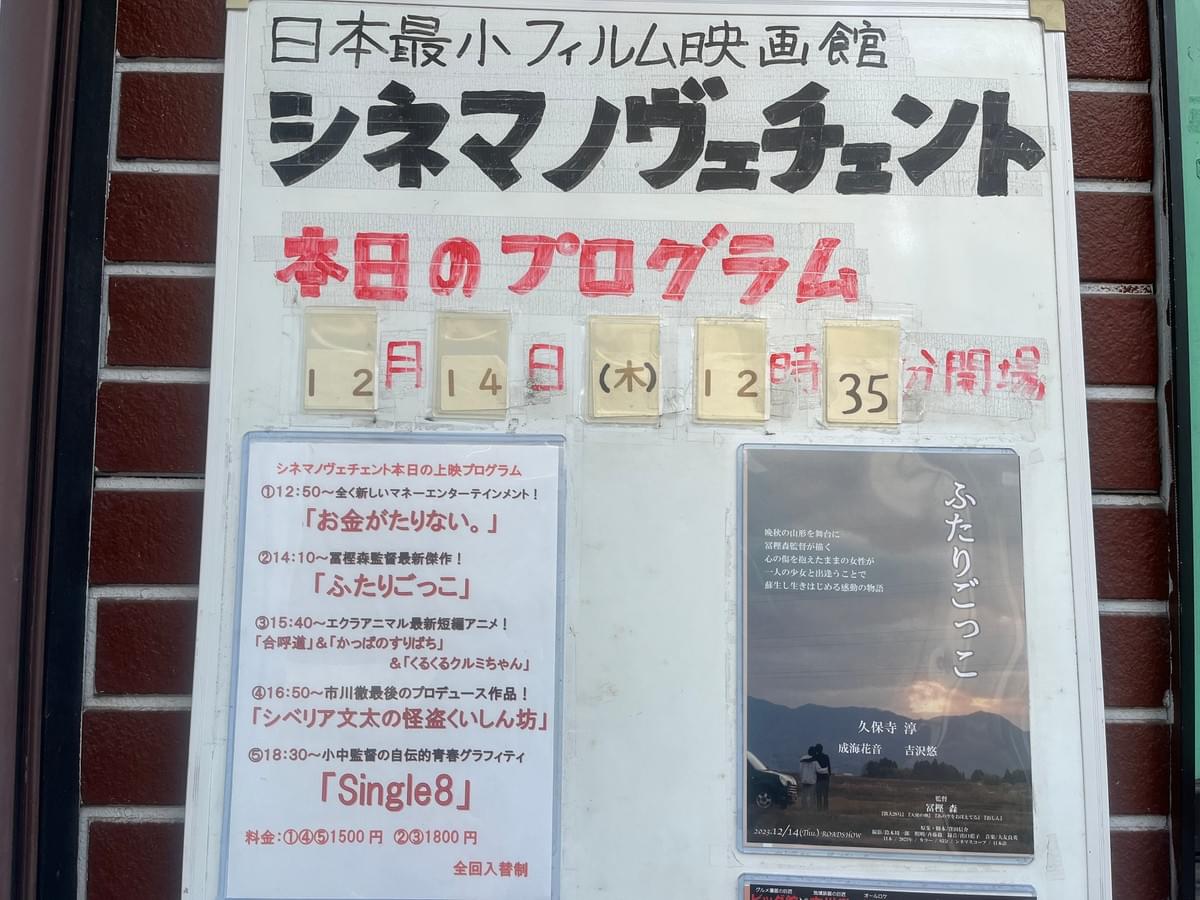 日本最小フィルム映画館
シネマノヴェチェント
本日のプログラム
12月14日(木)12時35分開場
シネマノヴェチェント本日の上映プログラム
①12:50～全く新しいマネーエンターテインメント！
「お金がたりない。」
②14:10～冨樫森監督最新傑作！
「ふたりごっこ」
③15:40～エクラアニマル最新短編アニメ！
「合呼道」&「かっぱのすりばち」
&「くるくるクルミちゃん」
④16:50～市川徹最後のプロデュース作品！
「シベリア文太の怪盗くいしん坊」
⑤18:30～小中監督の自伝的青春グラフィティ
「Single8」
料金:①④⑤1500円 ②③1800円
全回入替制
ふたりごっこ
晩秋の山形を舞台に
冨樫森監督が描く
心の傷を抱えたままの女性が
一人の少女と出逢うことで
蘇生し生きはじめる感動の物語
久保寺 淳
成海花音 吉沢悠
監督
冨樫 森
2023.12/14(Thu.) ROADSHOW